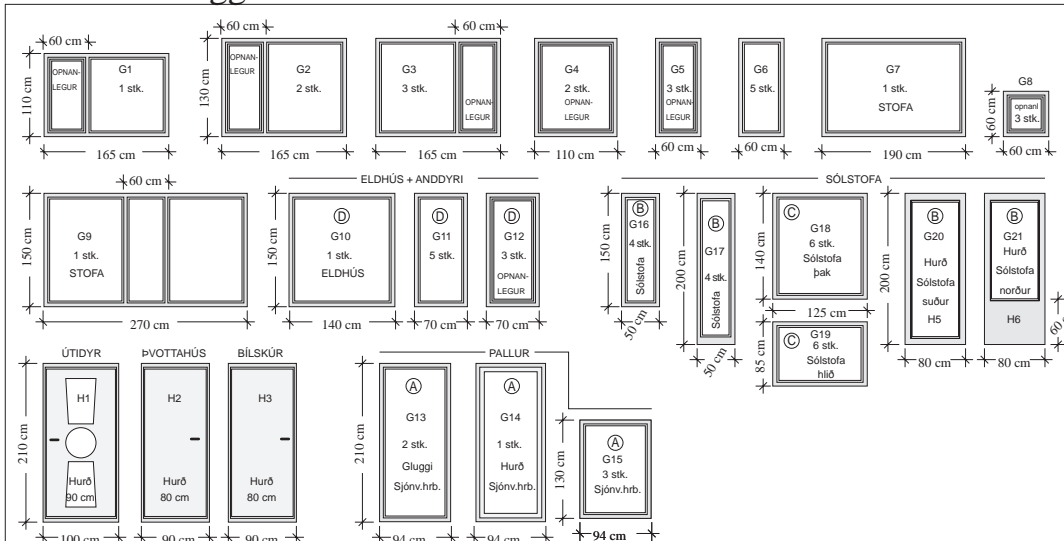 60 cm
60 cm
60 cm
OPNAN-
LEGUR
G1
1 stk.
110 cm
165 cm
OPNAN-
LEGUR
G2
2 stk.
130 cm
165 cm
G3
3 stk.
OPNAN-
LEGUR
165 cm
G4
2 stk.
OPNAN-
LEGUR
110 cm
G5
3 stk.
OPNAN-
LEGUR
60 cm
G6
5 stk.
60 cm
G7
1 stk.
STOFA
190 cm
G8
opnanl
3 stk.
60 cm
60 cm
60 cm
G9
1 stk.
STOFA
150 cm
270 cm
ELDHÚS + ANDDYRI
D
G10
1 stk.
ELDHÚS
150 cm
140 cm
D
G11
5 stk.
70 cm
D
G12
3 stk.
OPNAN-
LEGUR
70 cm
SÓLSTOFA
B
G16
4 stk.
Sólstofa
150 cm
50 cm
B
G17
4 stk.
Sólstofa
200 cm
50 cm
C
G18
6 stk.
Sólstofa
þak
140 cm
125 cm
C
G19
6 stk.
Sólstofa
hlið
85 cm
B
G20
Hurð
Sólstofa
suður
H5
200 cm
80 cm
B
G21
Hurð
Sólstofa
norður
H6
80 cm
ÚTIDYR
H1
Hurð
90 cm
210 cm
100 cm
ÞVOTTAHÚS
H2
Hurð
80 cm
90 cm
BÍLSKÚR
H3
Hurð
80 cm
90 cm
PALLUR
A
G13
2 stk.
Gluggi
Sjónv.hrb.
210 cm
94 cm
A
G14
1 stk.
Hurð
Sjónv.hrb.
94 cm
A
G15
3 stk.
Sjónv.hrb.
130 cm
94 cm